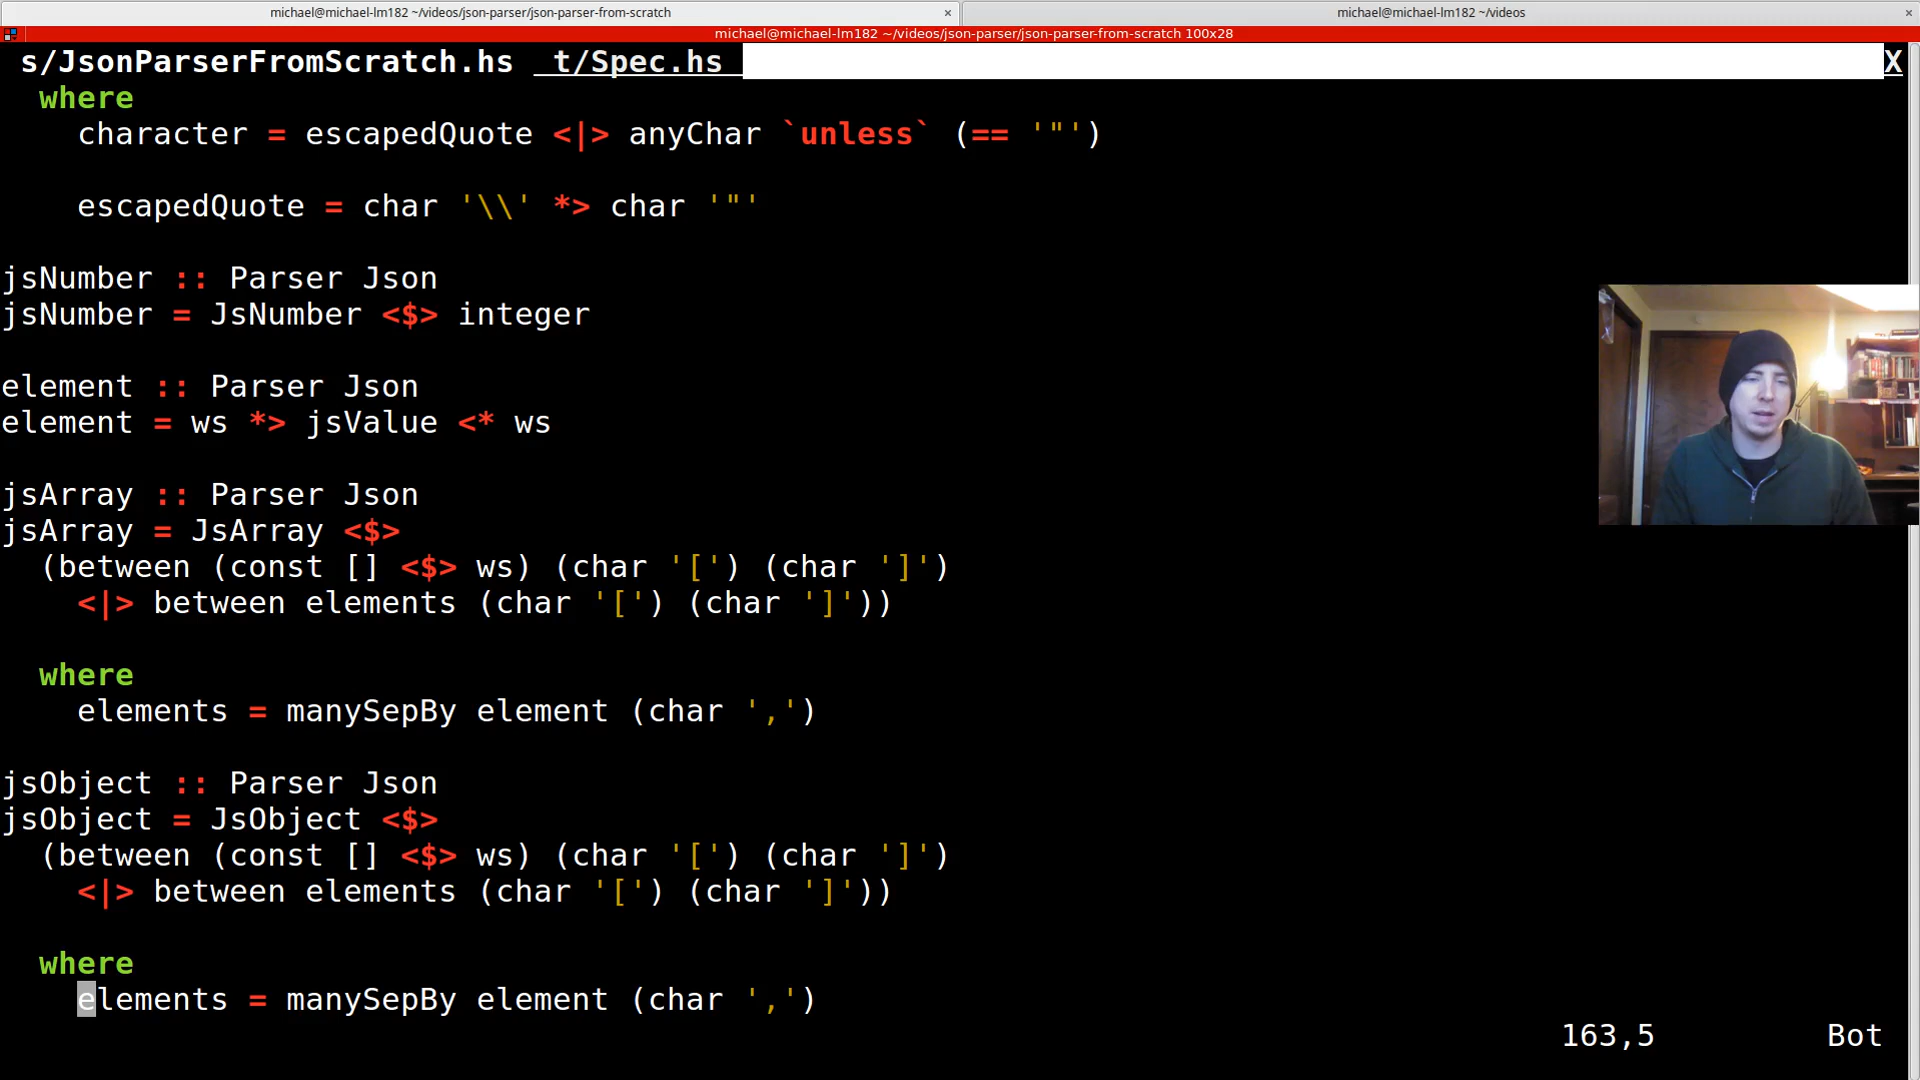 michael@michael-lm182 ~/videos/json-parser/json-parser-from-scratch × michael@michael-lm182 ~/videos ×
michael@michael-lm182 ~/videos/json-parser/json-parser-from-scratch 100x28
s/JsonParserFromScratch.hs t/Spec.hs X
where
character = escapedQuote <|> anyChar `unless` (== '"')
escapedQuote = char '\\' *> char '"'
jsNumber :: Parser Json
jsNumber = JsNumber <$> integer
element :: Parser Json
element = ws *> jsValue <* ws
jsArray :: Parser Json
jsArray = JsArray <$>
(between (const [] <$> ws) (char '[') (char ']')
<|> between elements (char '[') (char ']'))
where
elements = manySepBy element (char ',')
jsObject :: Parser Json
jsObject = JsObject <$>
(between (const [] <$> ws) (char '[') (char ']')
<|> between elements (char '[') (char ']'))
where
elements = manySepBy element (char ',')
163,5 Bot